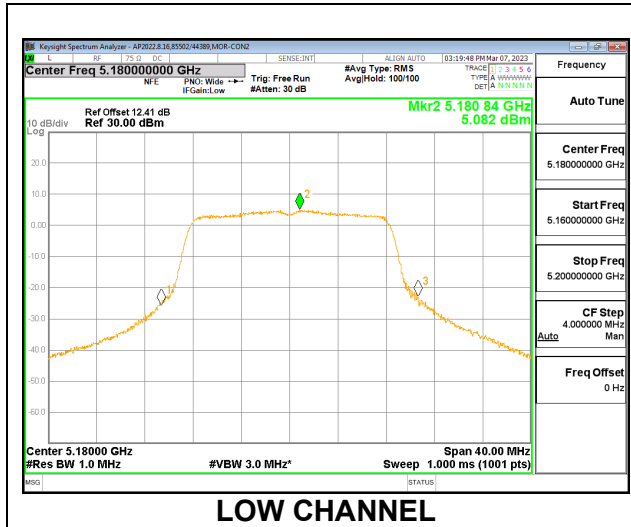 Keysight Spectrum Analyzer - AP2022.8.16,85502/44389,MOR-CON2
L RF 75 Ω DC SENSE:INT ALIGN AUTO 03:19:48 PM Mar 07, 2023
Center Freq 5.180000000 GHz
NFE PNO: Wide Trig: Free Run #Avg Type: RMS TRACE 1 2 3 4 5 6
IFGain:Low #Atten: 30 dB Avg|Hold: 100/100 TYPE A WWWWW
DET A N N N N N
Mkr2 5.180 84 GHz
5.082 dBm
Ref Offset 12.41 dB
10 dB/div Ref 30.00 dBm
Log
20.0
10.0
0.00
-10.0
-20.0
-30.0
-40.0
-50.0
-60.0
1
2
3
Center 5.18000 GHz Span 40.00 MHz
#Res BW 1.0 MHz #VBW 3.0 MHz* Sweep 1.000 ms (1001 pts)
MSG STATUS
Frequency
Auto Tune
Center Freq
5.180000000 GHz
Start Freq
5.160000000 GHz
Stop Freq
5.200000000 GHz
CF Step
4.000000 MHz
Auto Man
Freq Offset
0 Hz
LOW CHANNEL